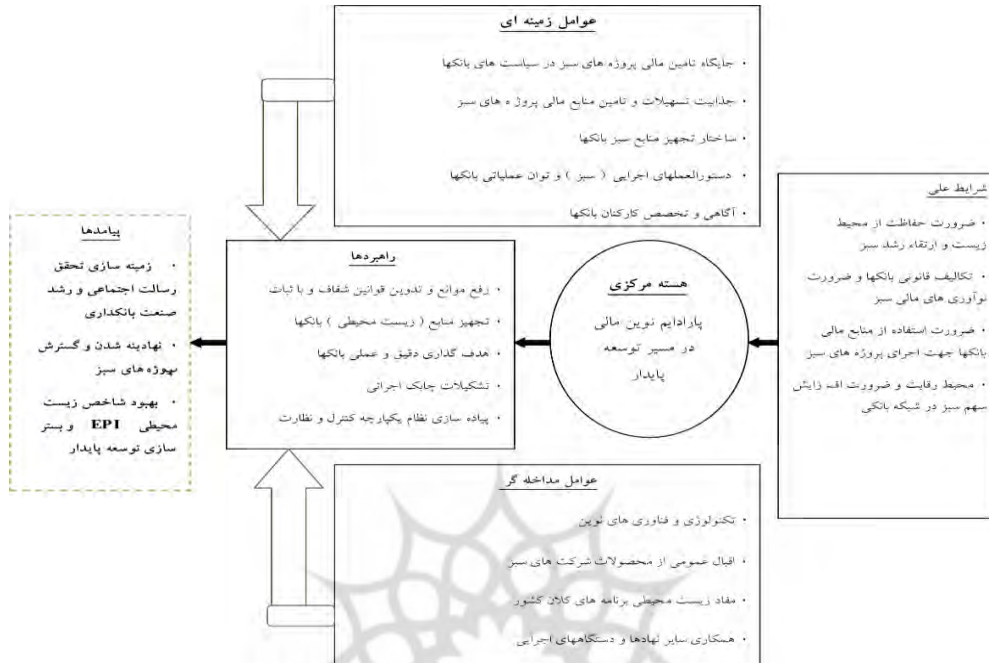 عوامل زمینه ای
· جایگاه تامین مالی پروژه های سبز در سیاست های بانکها
· جذابیت تسهیلات و تامین منابع مالی پروژ ه های سبز
· ساختار تجهیز منابع سبز بانکها
· دستورالعملهای اجرایی ( سبز ) و توان عملیاتی بانکها
· آگاهی و تخصص کارکنان بانکها
شرایط علی
· ضرورت حفاظت از محیط
زیست و ارتقاء رشد سبز
· تکالیف قانونی بانکها و ضرورت
نوآوری های مالی سبز
· ضرورت استفاده از منابع مالی
بانکها جهت اجرای پروژه های سبز
· محیط رقابت و ضرورت اف زایش
سهم سبز در شبکه بانکی
هسته مرکزی
پارادایم نوین مالی
در مسیر توسعه
پایدار
راهبردها
· رفع موانع و تدوین قوانین شفاف و با ثبات
· تجهیز منابع ( زیست محیطی ) بانکها
· هدف گذاری دقیق و عملی بانکها
· تشکیلات چابک اجرائی
· پیاده سازی نظام یکپارچه کنترل و نظارت
پیامدها
· زمینه سازی تحقق
رسالت اجتماعی و رشد
صنعت بانکداری
· نهادینه شدن و گسترش
های سبز
· بهبود شاخص زیست
محیطی EPI و بستر
سازی توسعه پایدار
عوامل مداخله گر
· تکنولوژی و فناوری های نوین
· اقبال عمومی از محصولات شرکت های سبز
· مفاد زیست محیطی برنامه های کلان کشور
· همکاری سایر نهادها و دستگاههای اجرایی